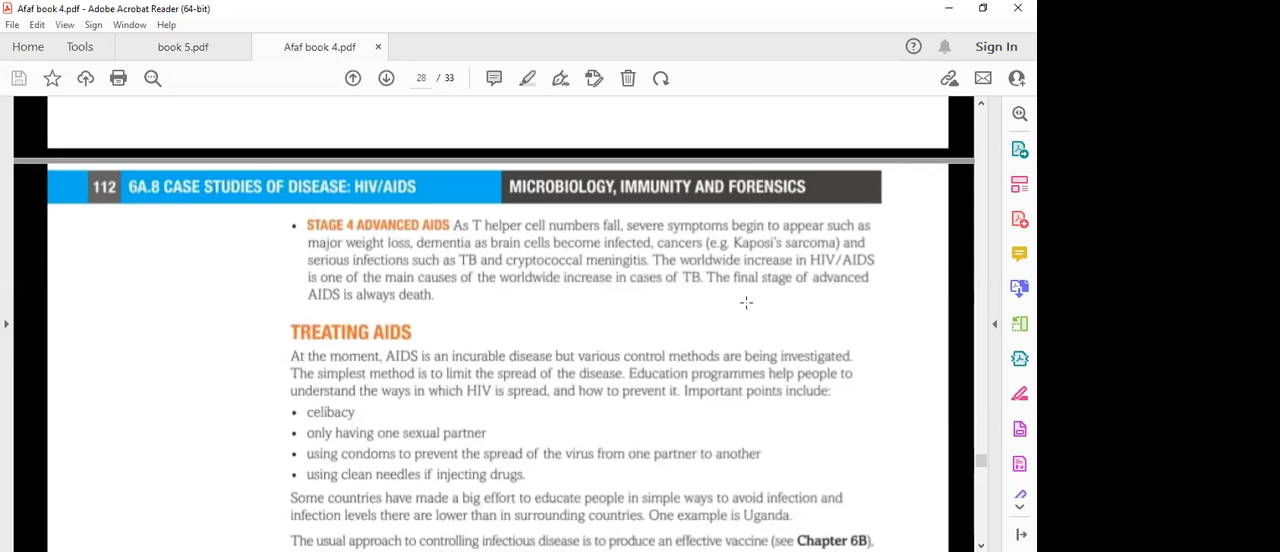 Afaf book 4.pdf - Adobe Acrobat Reader (64-bit)
File Edit View Sign Window Help
Home Tools book 5.pdf Afaf book 4.pdf × Sign In
28 / 33
112 6A.8 CASE STUDIES OF DISEASE: HIV/AIDS MICROBIOLOGY, IMMUNITY AND FORENSICS
• STAGE 4 ADVANCED AIDS As T helper cell numbers fall, severe symptoms begin to appear such as
major weight loss, dementia as brain cells become infected, cancers (e.g. Kaposi's sarcoma) and
serious infections such as TB and cryptococcal meningitis. The worldwide increase in HIV/AIDS
is one of the main causes of the worldwide increase in cases of TB. The final stage of advanced
AIDS is always death.
TREATING AIDS
At the moment, AIDS is an incurable disease but various control methods are being investigated.
The simplest method is to limit the spread of the disease. Education programmes help people to
understand the ways in which HIV is spread, and how to prevent it. Important points include:
• celibacy
• only having one sexual partner
• using condoms to prevent the spread of the virus from one partner to another
• using clean needles if injecting drugs.
Some countries have made a big effort to educate people in simple ways to avoid infection and
infection levels there are lower than in surrounding countries. One example is Uganda.
The usual approach to controlling infectious disease is to produce an effective vaccine (see Chapter 6B),